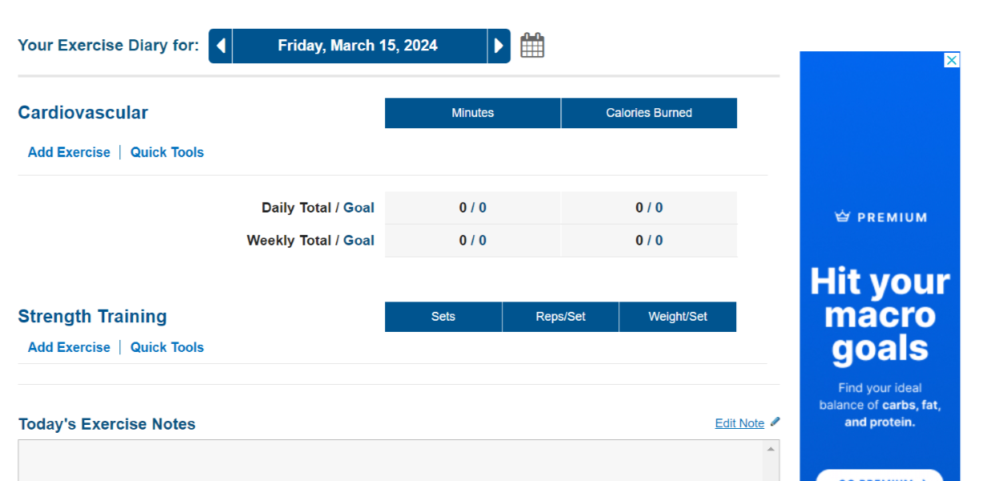 Your Exercise Diary for:
Friday, March 15, 2024
Cardiovascular
Minutes
Calories Burned
Add Exercise
Quick Tools
Daily Total / Goal
0 / 0
0 / 0
Weekly Total / Goal
0 / 0
0 / 0
Strength Training
Sets
Reps/Set
Weight/Set
Add Exercise
Quick Tools
Today's Exercise Notes
Edit Note
PREMIUM
Hit your
macro
goals
Find your ideal
balance of carbs, fat,
and protein.
GO PREMIUM